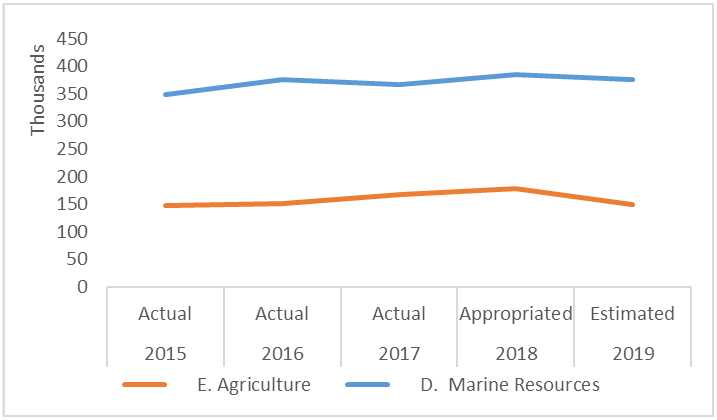 Thousands
450
400
350
300
250
200
150
100
50
0
Actual Actual Actual Appropriated Estimated
2015 2016 2017 2018 2019
E. Agriculture D. Marine Resources